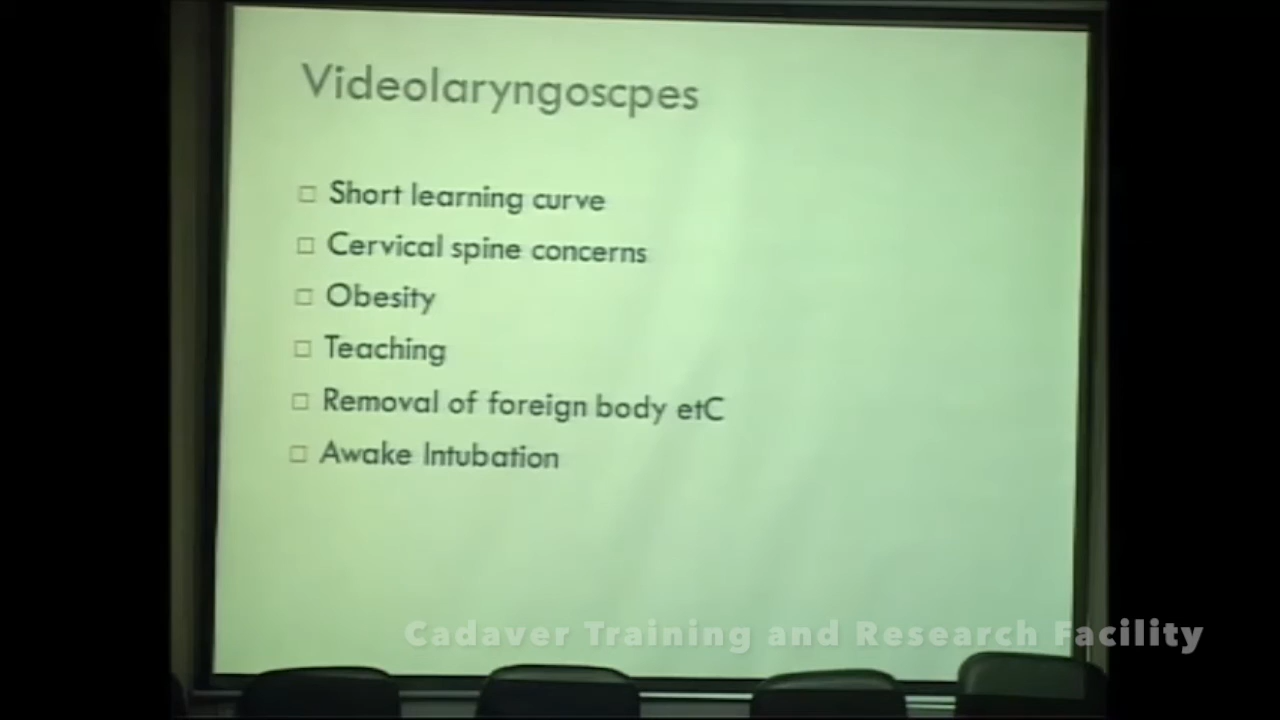 Videolaryngoscpes
Short learning curve
Cervical spine concerns
Obesity
Teaching
Removal of foreign body etC
Awake Intubation
Cadaver Training and Research Facility